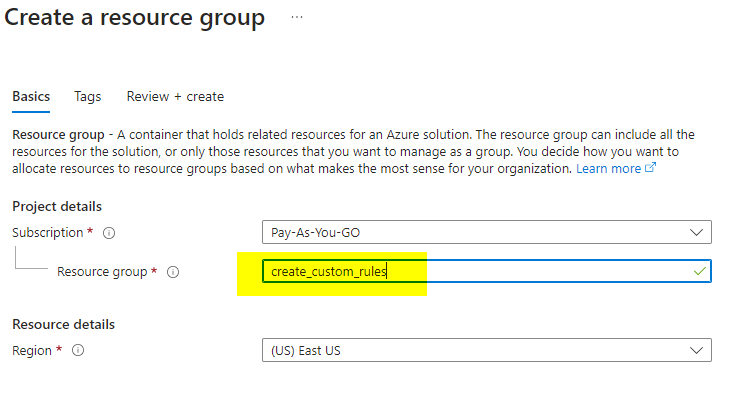 Create a resource group ...
Basics Tags Review + create
Resource group - A container that holds related resources for an Azure solution. The resource group can include all the
resources for the solution, or only those resources that you want to manage as a group. You decide how you want to
allocate resources to resource groups based on what makes the most sense for your organization. Learn more
Project details
Subscription * Pay-As-You-GO
Resource group * create_custom_rules
Resource details
Region * (US) East US